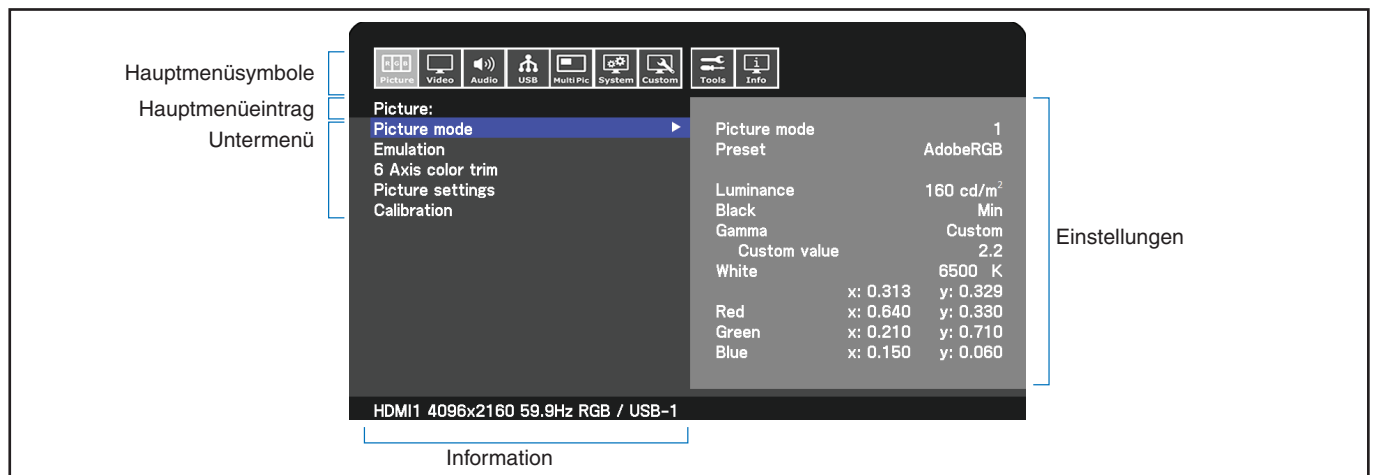 Hauptmenüsymbole
RGB
Picture Video Audio USB MultiPic System Custom Tools Info
Hauptmenüeintrag
Picture:
Untermenü
Picture mode
Emulation
6 Axis color trim
Picture settings
Calibration
Picture mode 1
Preset AdobeRGB
Luminance 160 cd/m²
Black Min
Gamma Custom
Custom value 2.2
White 6500 K
x: 0.313 y: 0.329
Red x: 0.640 y: 0.330
Green x: 0.210 y: 0.710
Blue x: 0.150 y: 0.060
Einstellungen
HDMI1 4096x2160 59.9Hz RGB / USB-1
Information